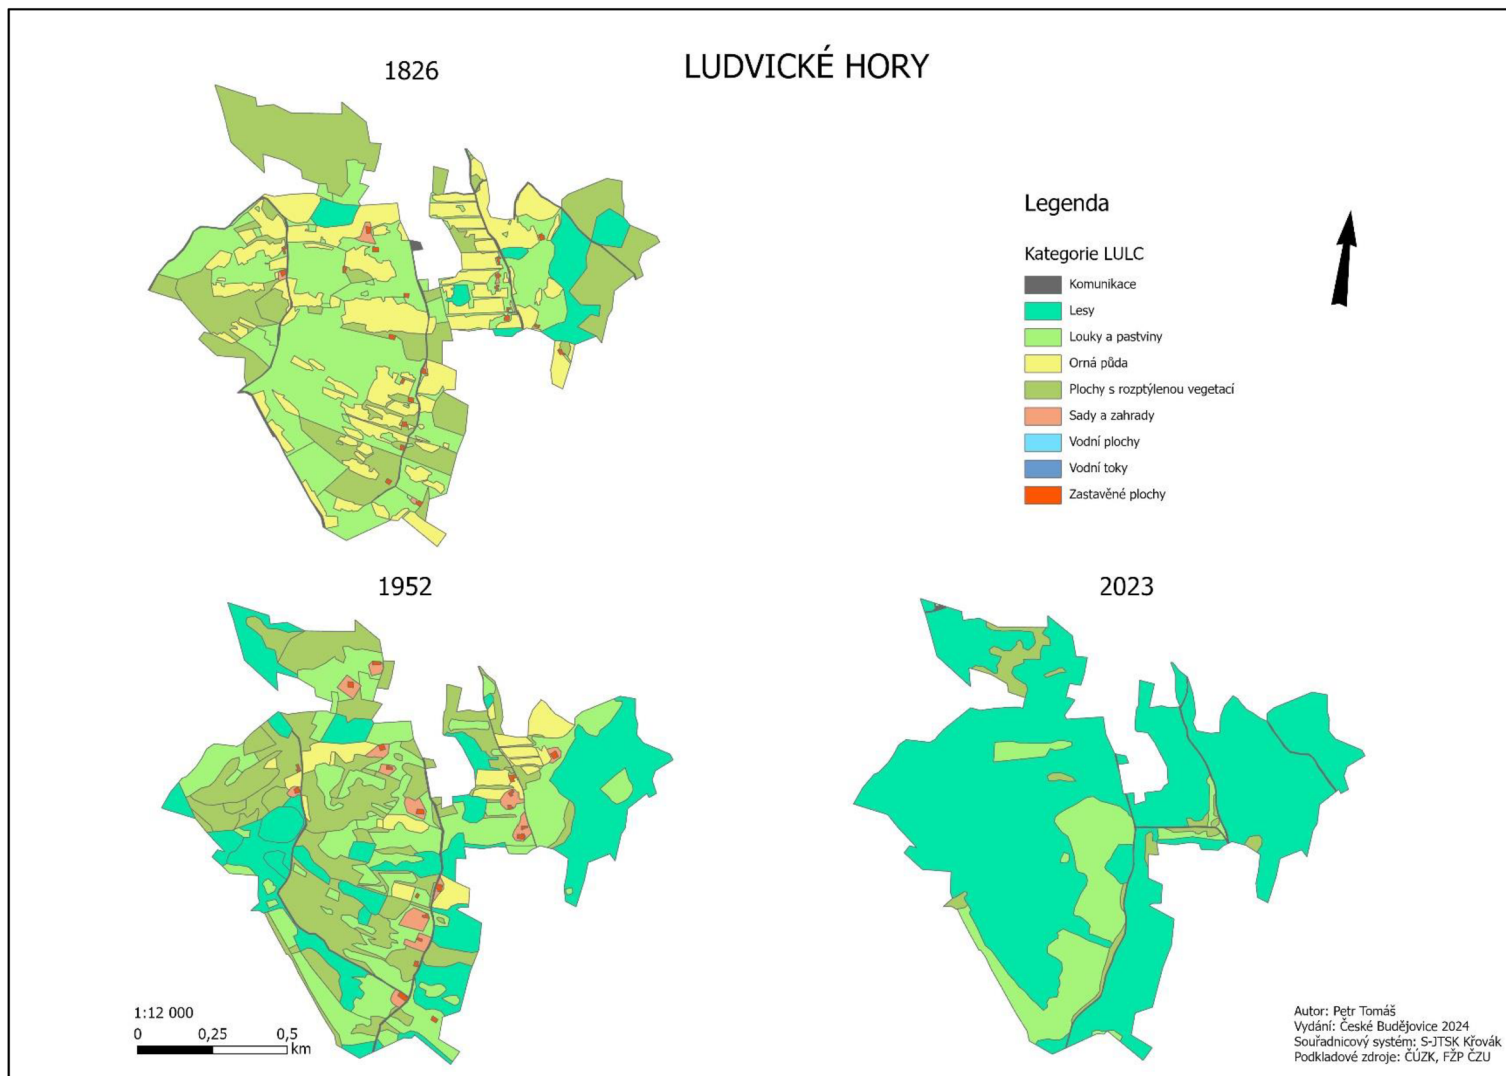 LUDVICKÉ HORY
1826
Legenda
Kategorie LULC
Komunikace
Lesy
Louky a pastviny
Orná půda
Plochy s rozptýlenou vegetací
Sady a zahrady
Vodní plochy
Vodní toky
Zastavěné plochy
1952
2023
1:12 000
0 0,25 0,5
km
Autor: Petr Tomáš
Vydání: České Budějovice 2024
Souřadnicový systém: S-JTSK Křovák
Podkladové zdroje: ČÚZK, FŽP ČZU